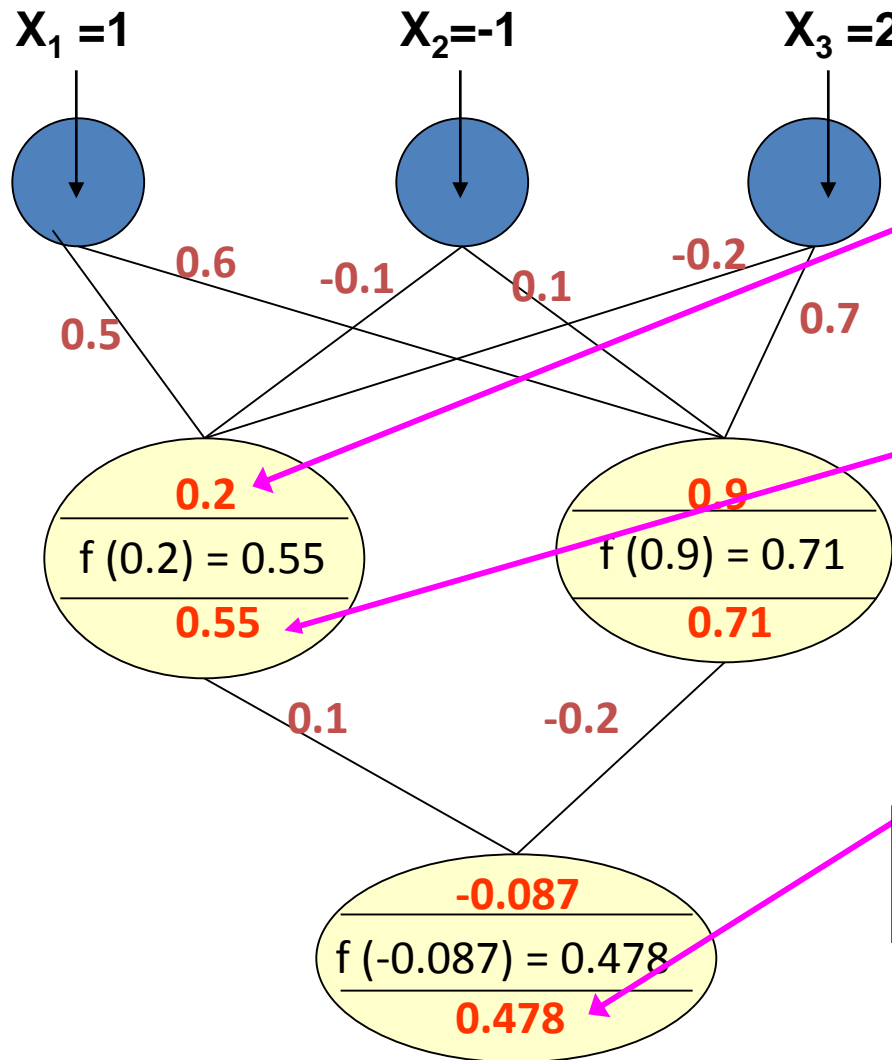 X₁ =1 X₂=-1 X₃ =2
0.6 -0.1 0.1 -0.2
0.5 0.7
0.2 0.9
f (0.2) = 0.55 f (0.9) = 0.71
0.55 0.71
0.1 -0.2
-0.087
f (-0.087) = 0.478
0.478